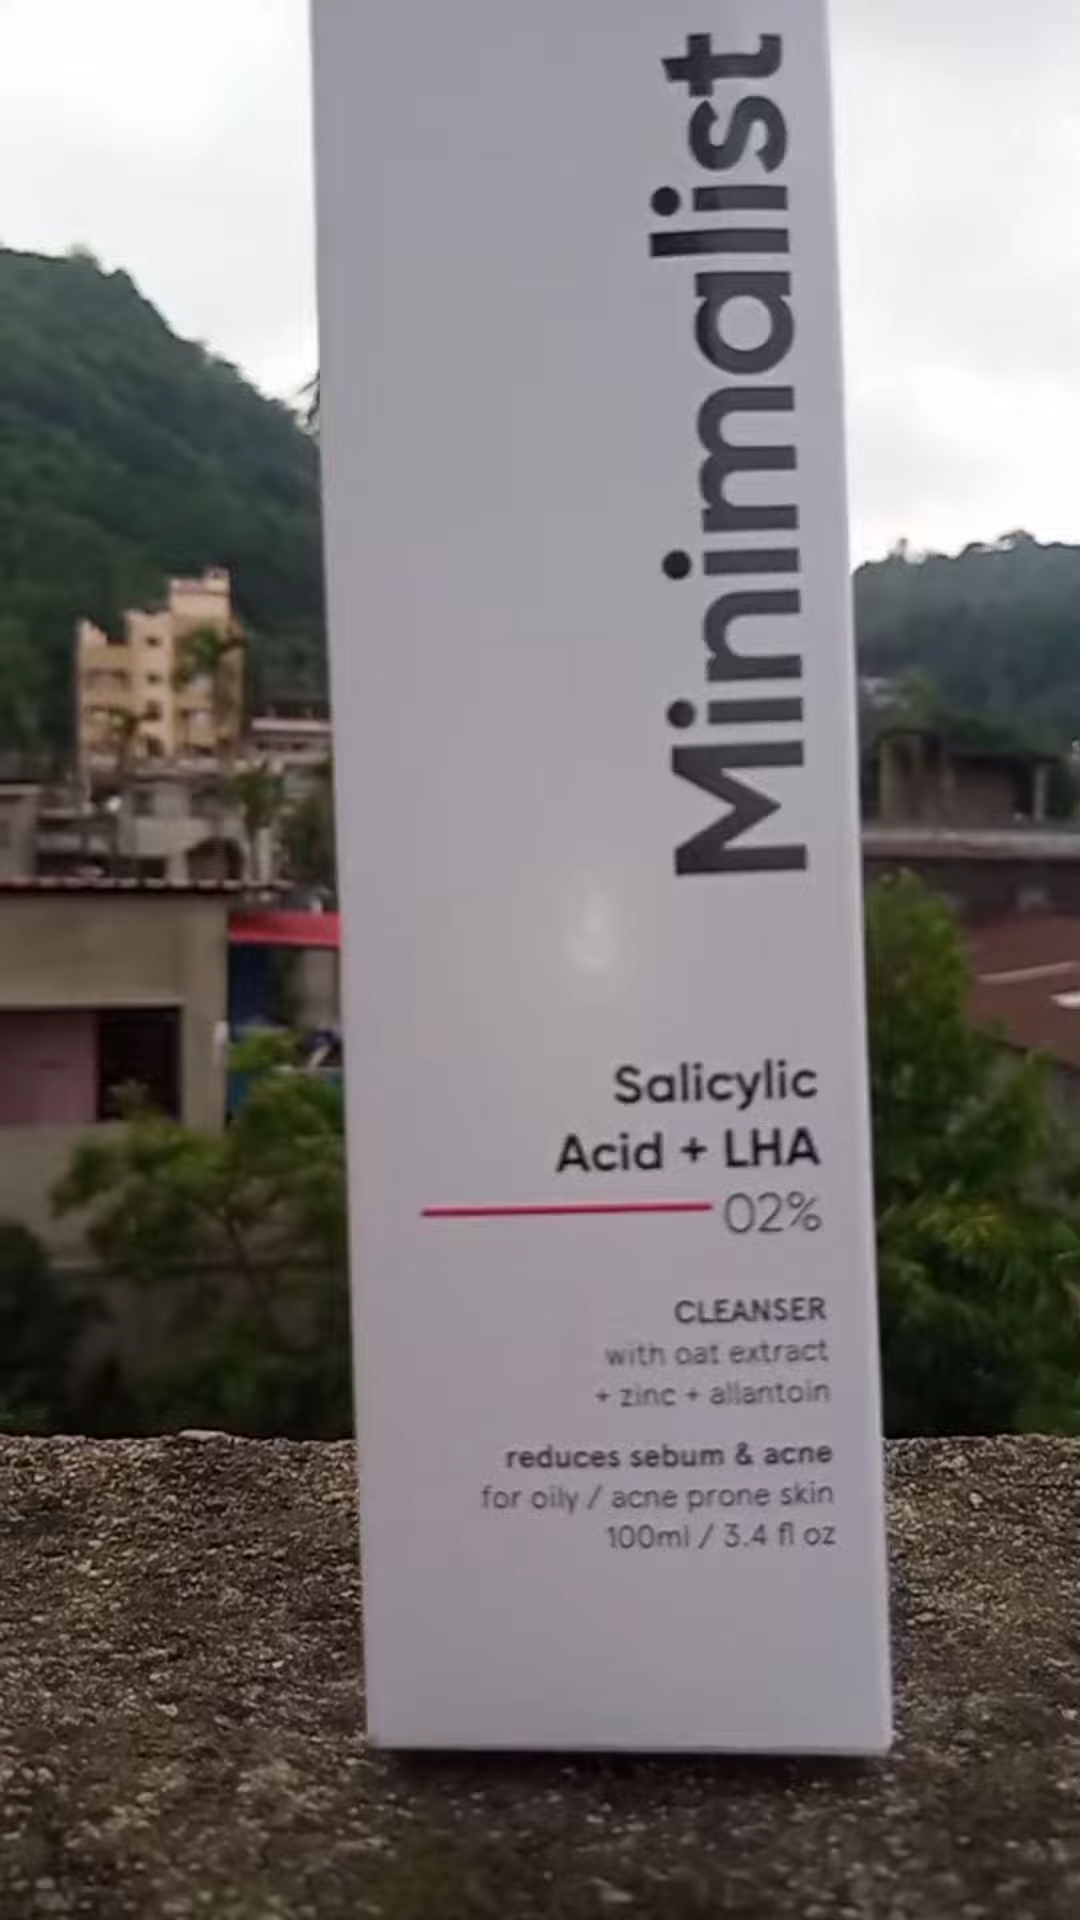 Minimalist
Salicylic
Acid + LHA
02%
CLEANSER
with oat extract
+ zinc + allantoin
reduces sebum & acne
for oily / acne prone skin
100ml / 3.4 fl oz